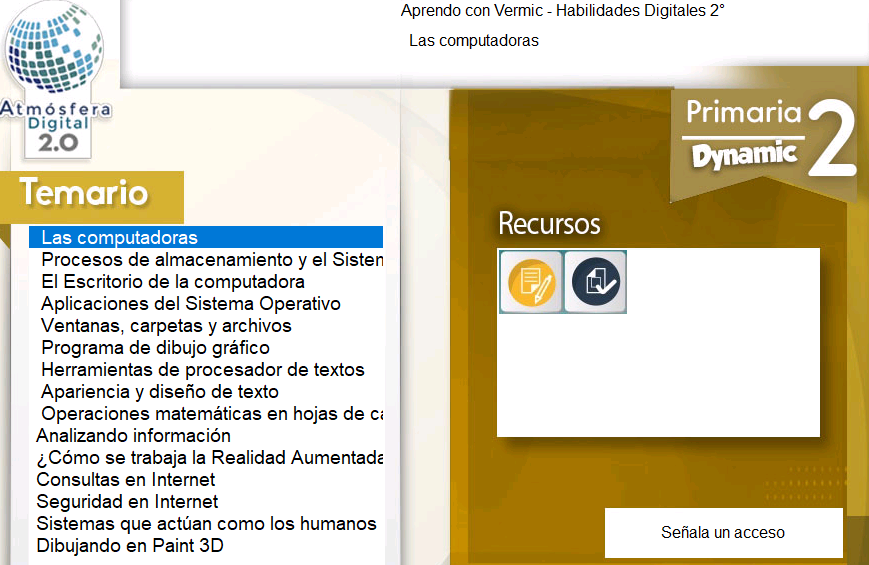 Aprendo con Vermic - Habilidades Digitales 2°
Las computadoras
Atmósfera
Digital
2.0
Primaria
2
Dynamic
Temario
Las computadoras
Procesos de almacenamiento y el Sisten
El Escritorio de la computadora
Aplicaciones del Sistema Operativo
Ventanas, carpetas y archivos
Programa de dibujo gráfico
Herramientas de procesador de textos
Apariencia y diseño de texto
Operaciones matemáticas en hojas de ca
Analizando información
¿Cómo se trabaja la Realidad Aumentada
Consultas en Internet
Seguridad en Internet
Sistemas que actúan como los humanos
Dibujando en Paint 3D
Recursos
Señala un acceso